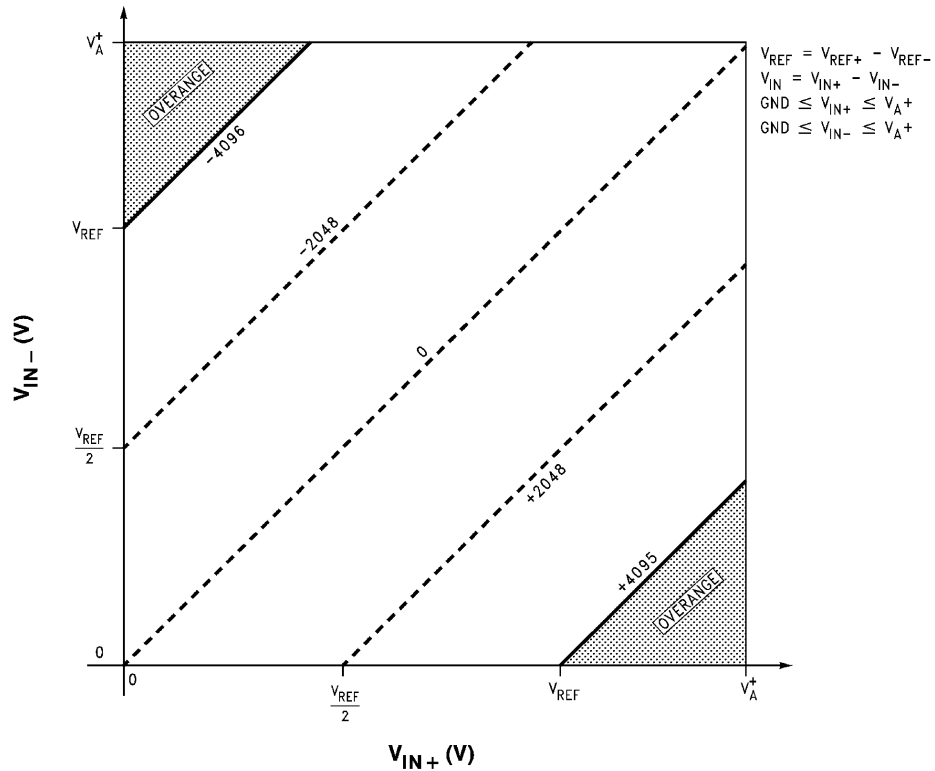 V_A^+
V_REF = V_REF+ - V_REF-
V_IN = V_IN+ - V_IN-
GND ≤ V_IN+ ≤ V_A+
GND ≤ V_IN- ≤ V_A+
OVERANGE
-4096
V_REF
-2048
0
V_IN- (V)
V_REF
2
+2048
+4095
OVERANGE
0
0
V_REF
2
V_REF
V_A^+
V_IN+ (V)